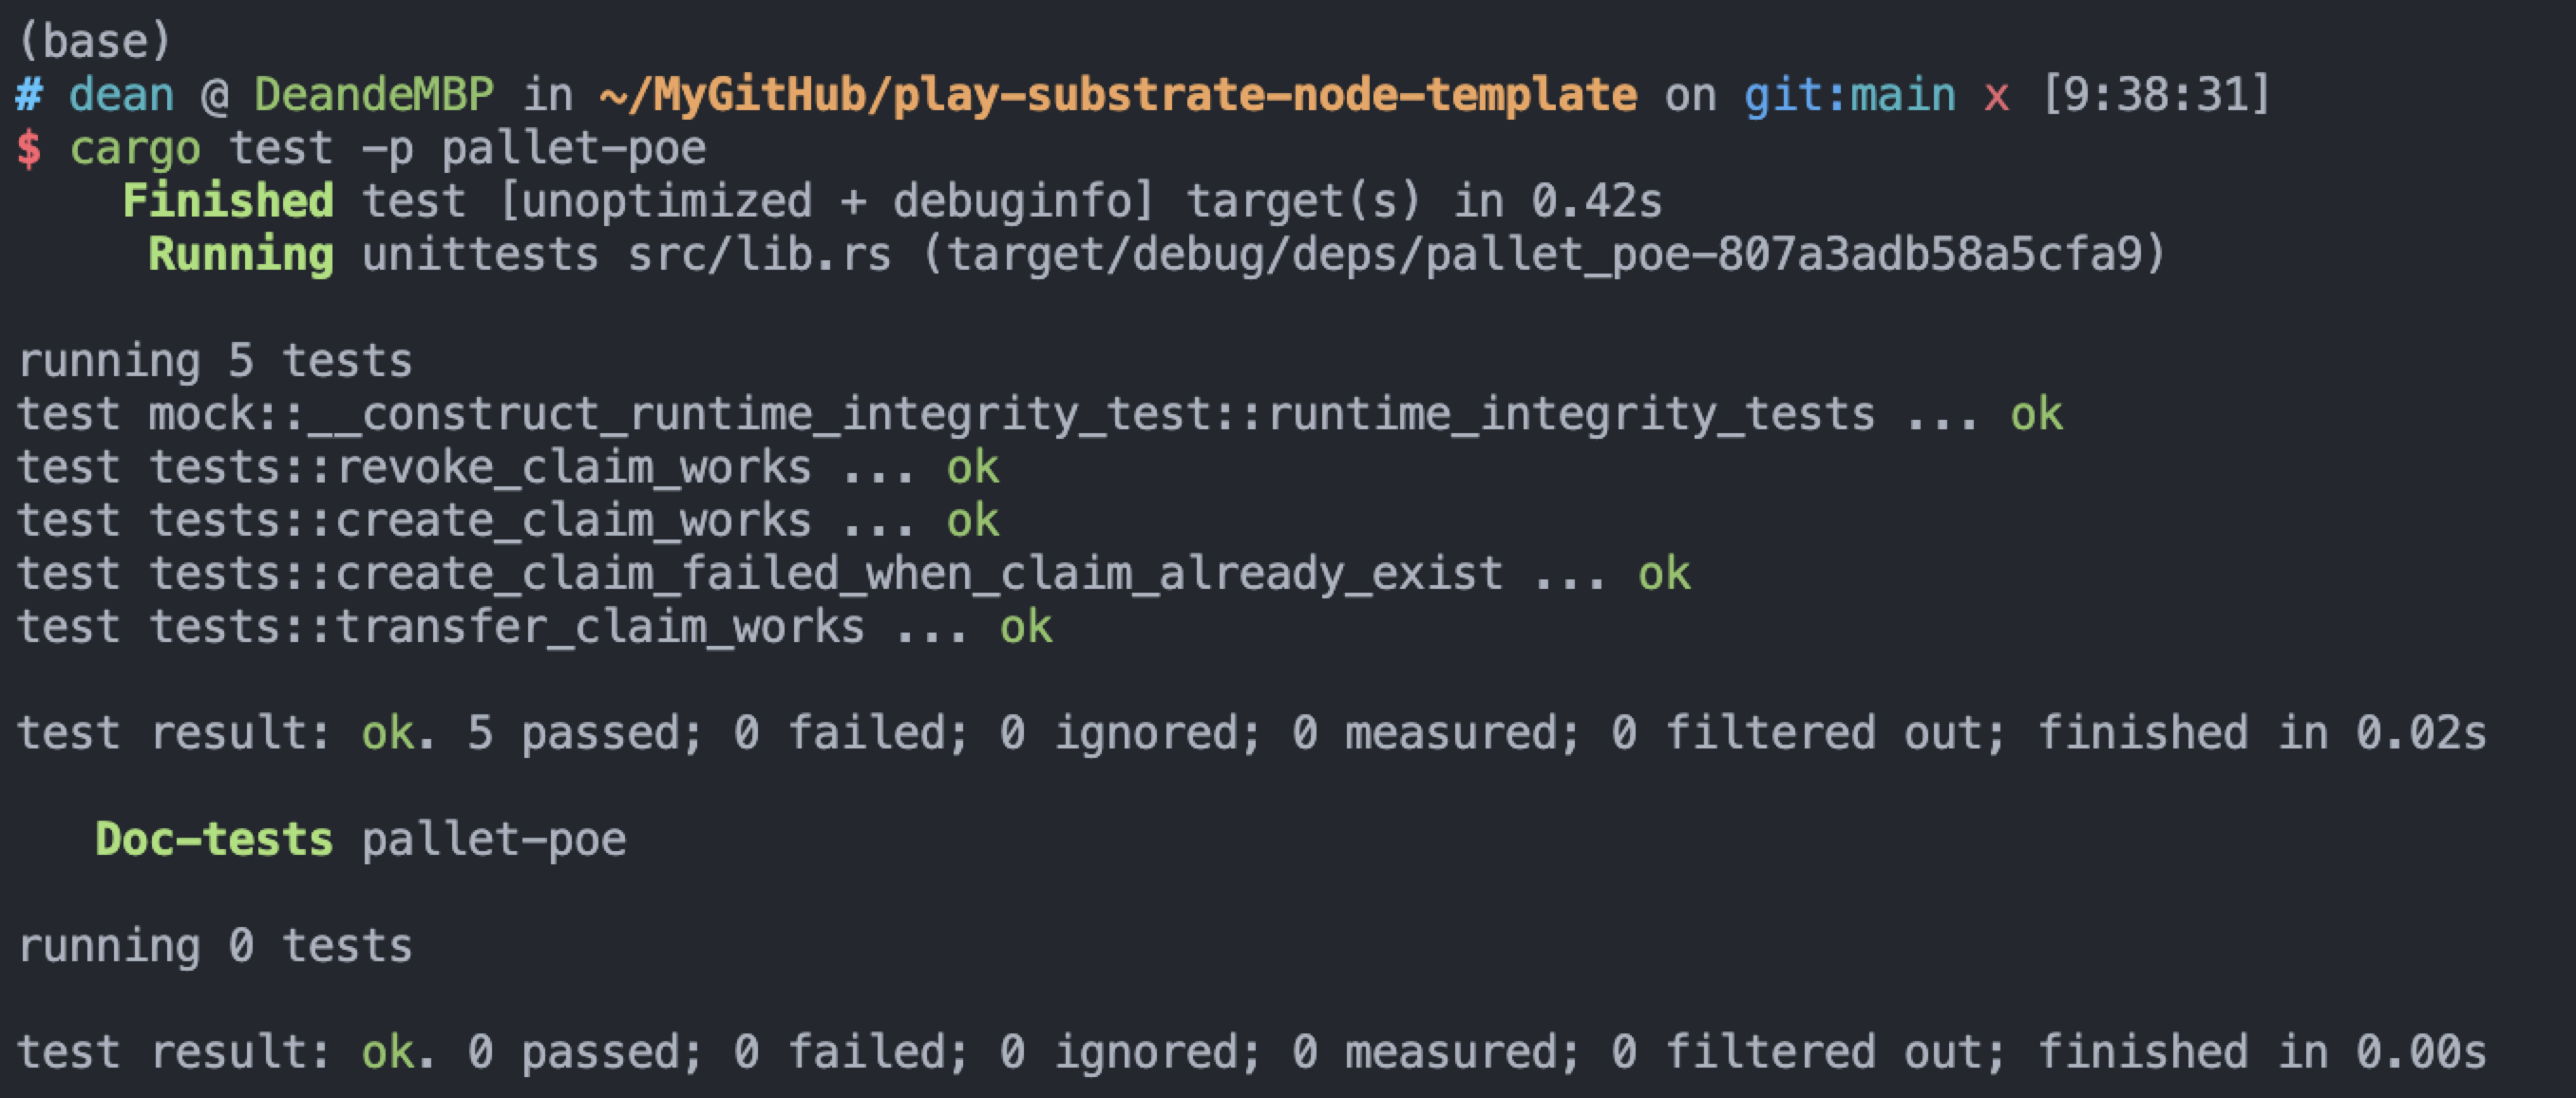 (base)
# dean @ DeandeMBP in ~/MyGitHub/play-substrate-node-template on git:main x [9:38:31]
$ cargo test -p pallet-poe
Finished test [unoptimized + debuginfo] target(s) in 0.42s
Running unittests src/lib.rs (target/debug/deps/pallet_poe-807a3adb58a5cfa9)
running 5 tests
test mock::__construct_runtime_integrity_test::runtime_integrity_tests ... ok
test tests::revoke_claim_works ... ok
test tests::create_claim_works ... ok
test tests::create_claim_failed_when_claim_already_exist ... ok
test tests::transfer_claim_works ... ok
test result: ok. 5 passed; 0 failed; 0 ignored; 0 measured; 0 filtered out; finished in 0.02s
Doc-tests pallet-poe
running 0 tests
test result: ok. 0 passed; 0 failed; 0 ignored; 0 measured; 0 filtered out; finished in 0.00s